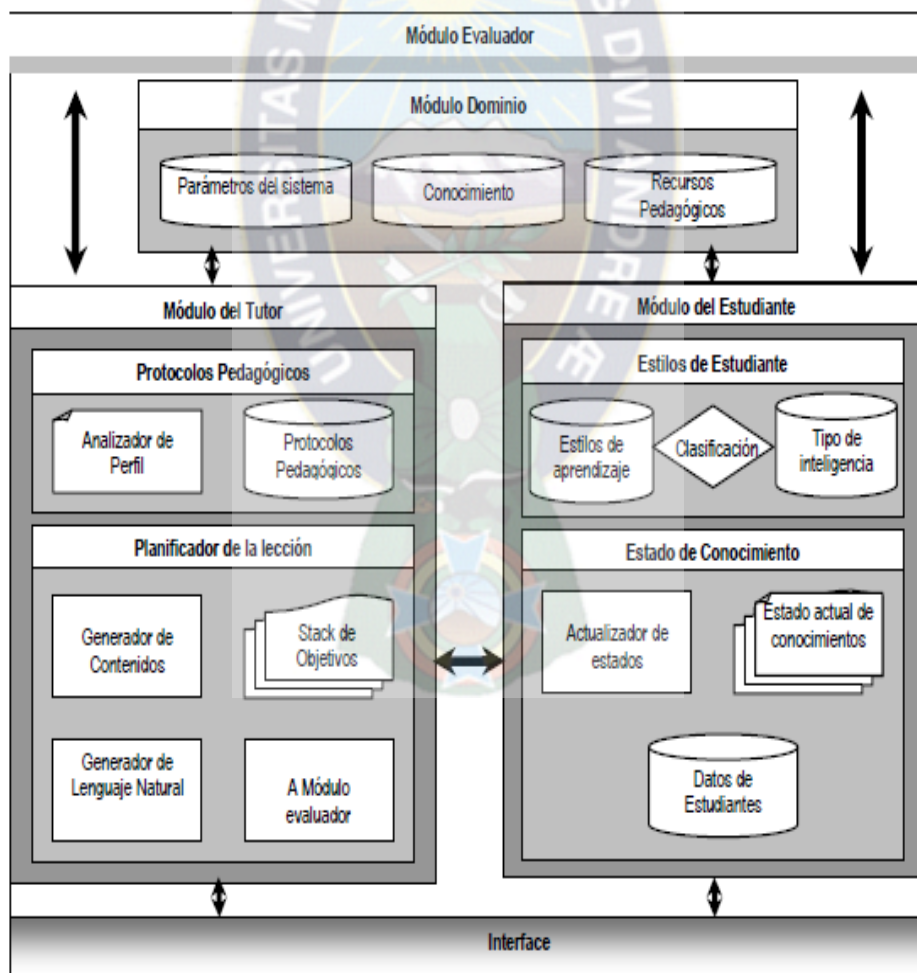 Módulo Evaluador
Módulo Dominio
Parámetros del sistema
Conocimiento
Recursos
Pedagógicos
Módulo del Tutor
Protocolos Pedagógicos
Analizador de
Perfil
Protocolos
Pedagógicos
Planificador de la lección
Generador de
Contenidos
Stack de
Objetivos
Generador de
Lenguaje Natural
A Módulo
evaluador
Módulo del Estudiante
Estilos de Estudiante
Estilos de
aprendizaje
Clasificación
Tipo de
inteligencia
Estado de Conocimiento
Actualizador de
estados
Estado actual de
conocimientos
Datos de
Estudiantes
Interface
UNIVERSITAS M
S DIVI ANDREÆ